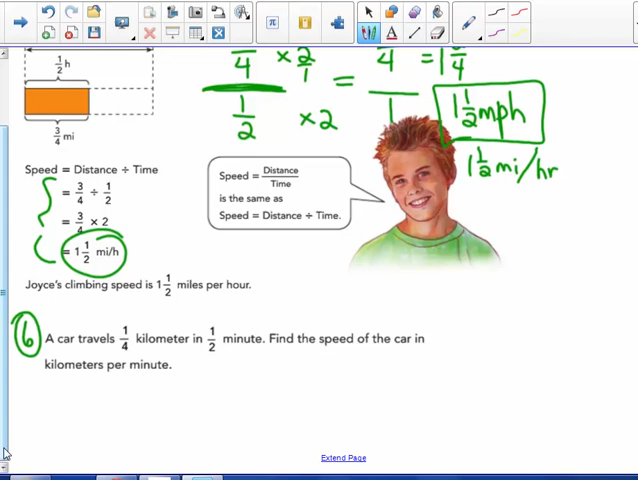 1/2 h
3/4 mi
4 × 2/1 = 4 = 1 /4
1/2 × 2 1
1 1/2 mph
1 1/2 mi/hr
Speed = Distance ÷ Time
= 3/4 ÷ 1/2
= 3/4 × 2
= 1 1/2 mi/h
Speed = Distance/Time
is the same as
Speed = Distance ÷ Time.
Joyce's climbing speed is 1 1/2 miles per hour.
6 A car travels 1/4 kilometer in 1/2 minute. Find the speed of the car in
kilometers per minute.
Extend Page